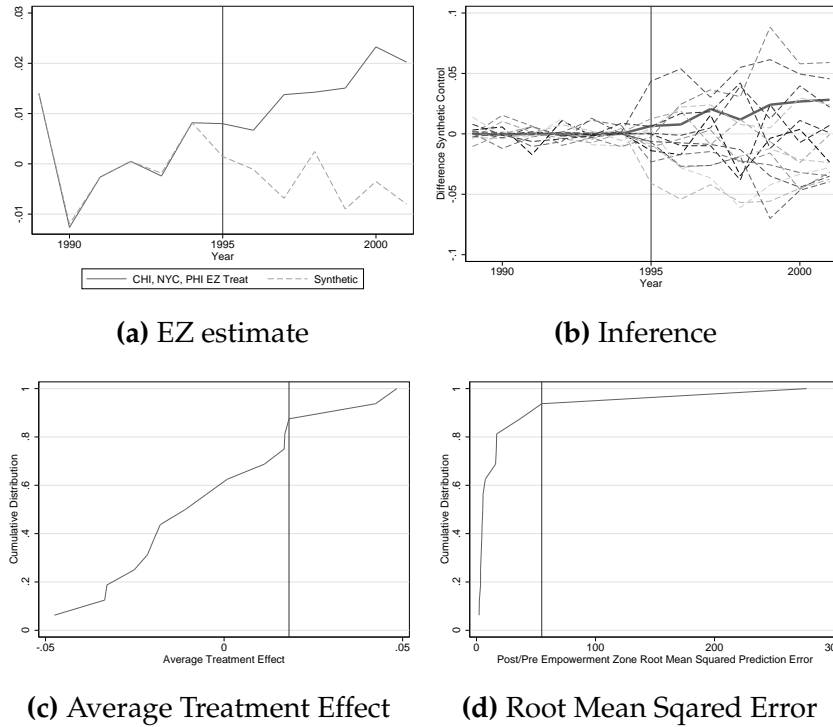 .03
.02
.01
0
-.01
1990
1995
2000
Year
CHI, NYC, PHI EZ Treat
Synthetic
(a) EZ estimate
Difference Synthetic Control
.1
.05
0
-.05
-.1
1990
1995
2000
Year
(b) Inference
Cumulative Distribution
1
.8
.6
.4
.2
0
-.05
0
.05
Average Treatment Effect
(c) Average Treatment Effect
Cumulative Distribution
1
.8
.6
.4
.2
0
0
100
200
Post/Pre Empowerment Zone Root Mean Squared Prediction Error
(d) Root Mean Sqared Error